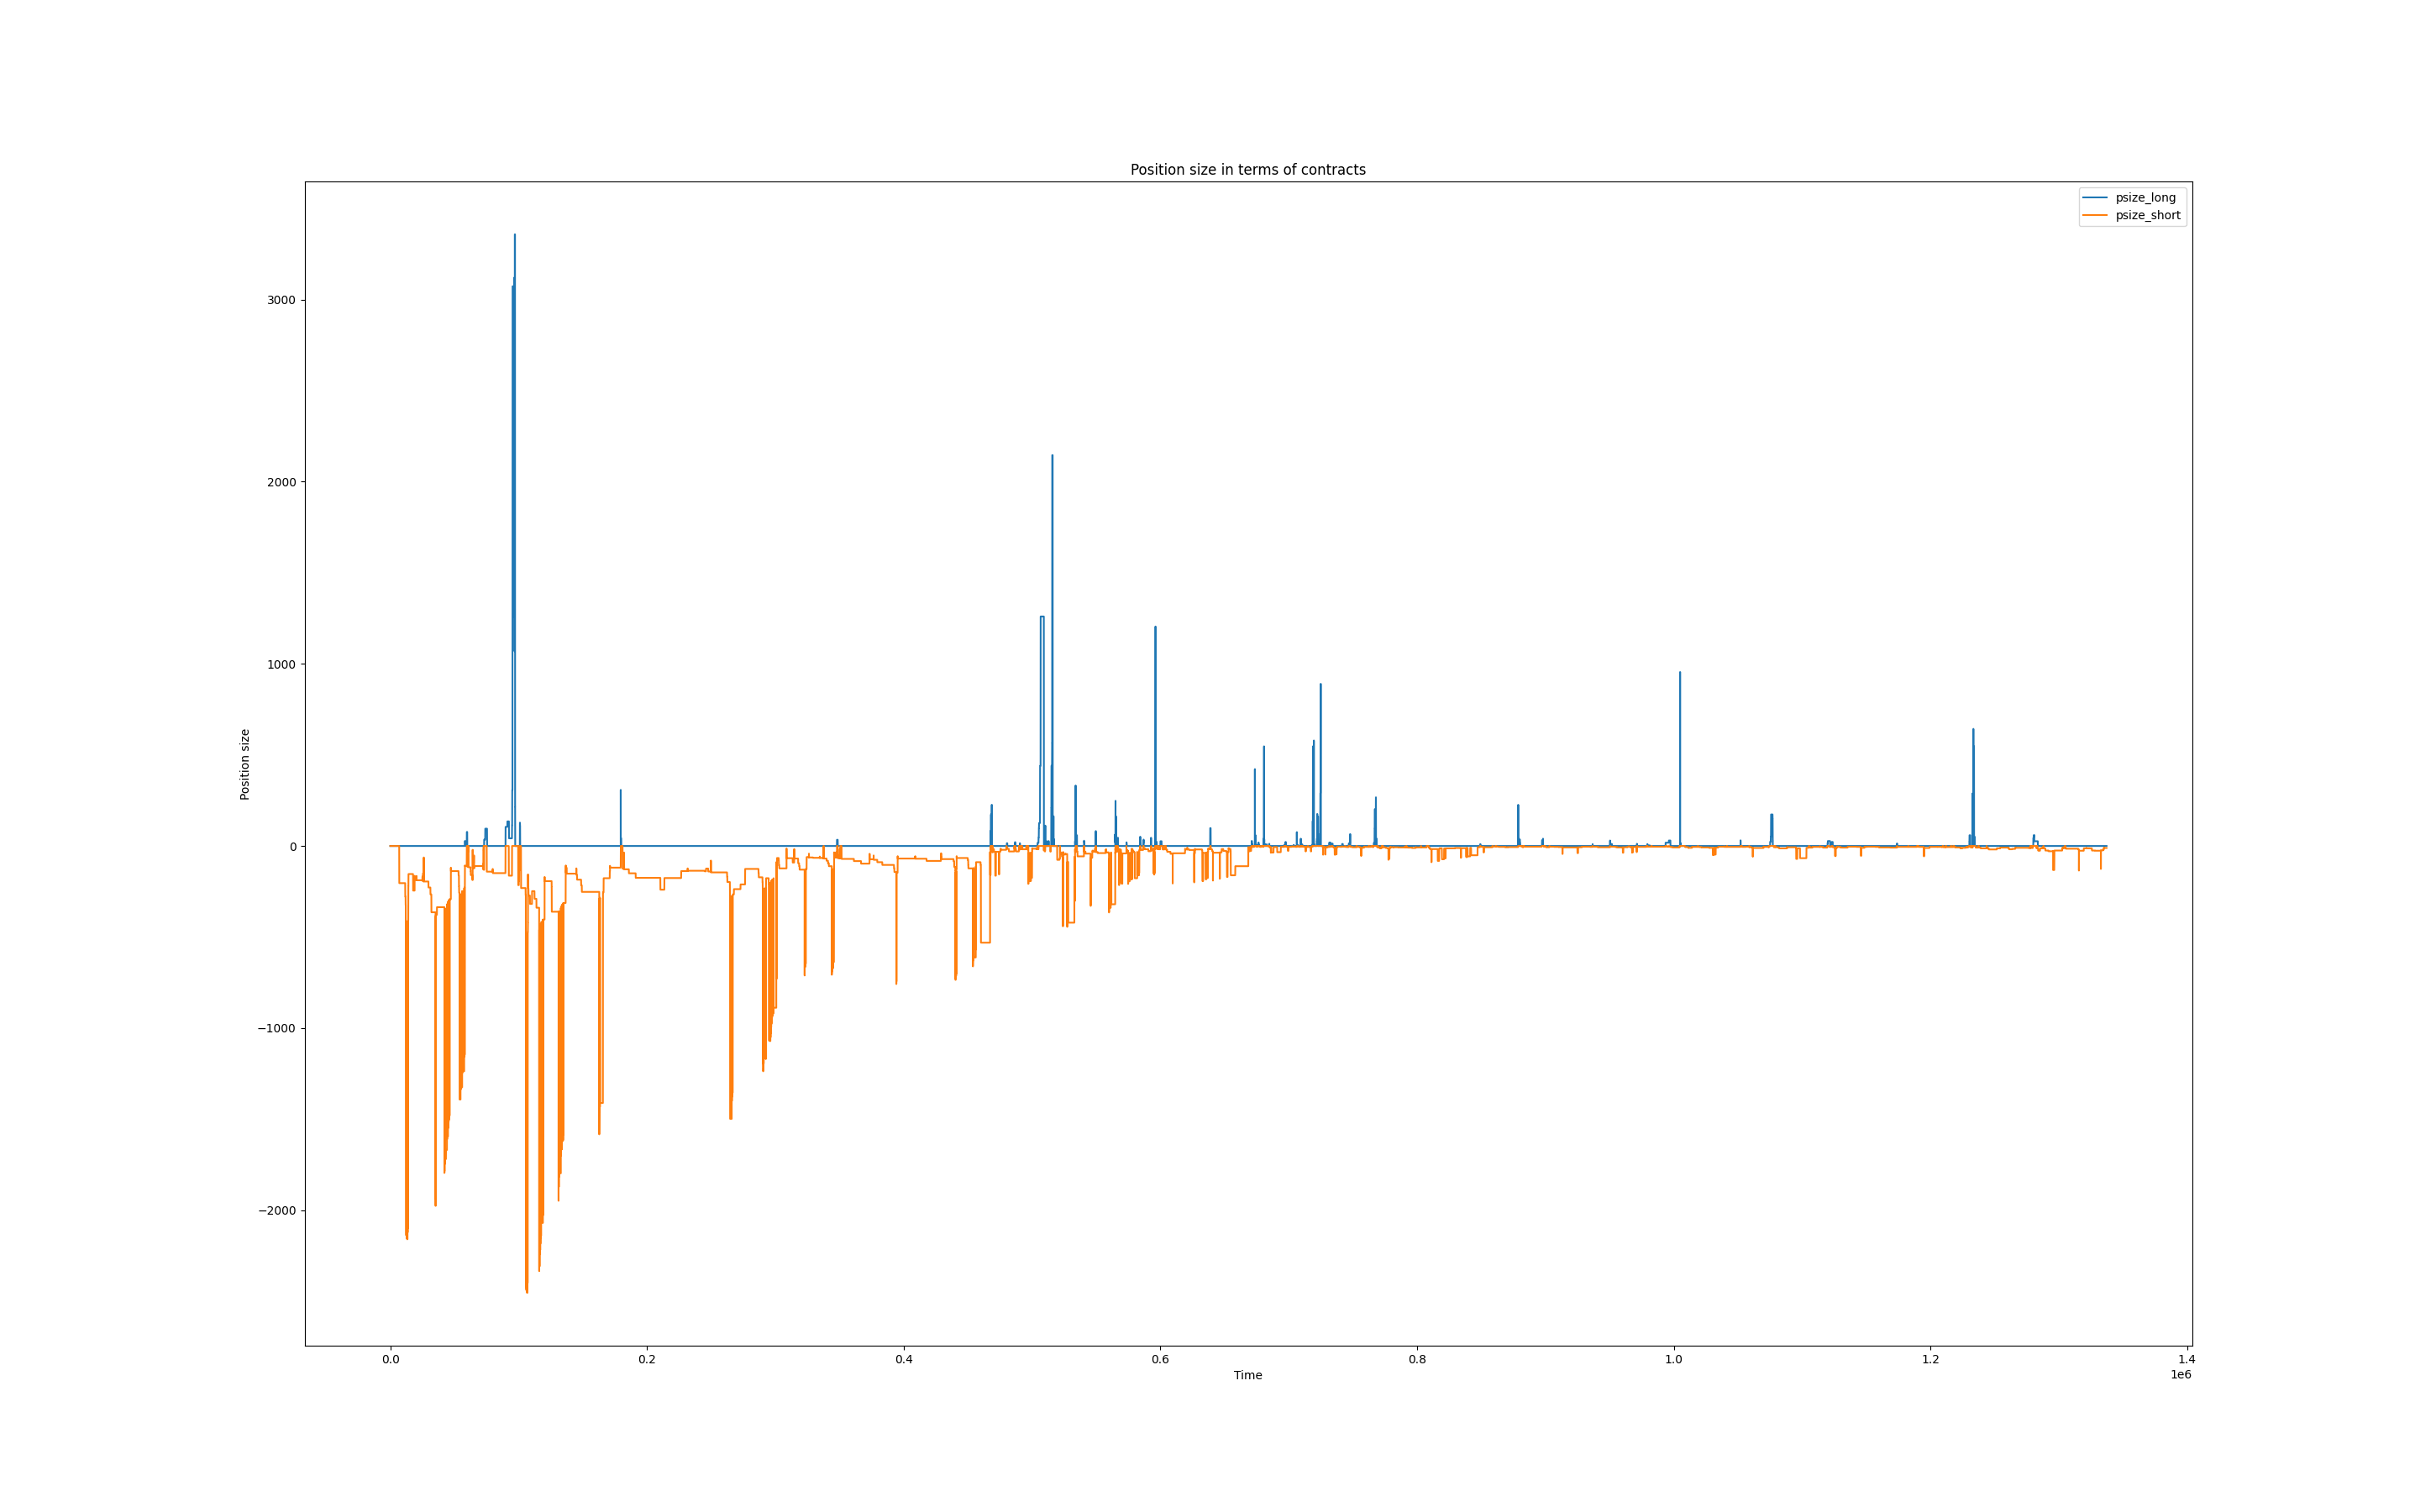 Position size in terms of contracts
psize_long
psize_short
Position size
3000
2000
1000
0
−1000
−2000
0.0 0.2 0.4 0.6 0.8 1.0 1.2 1.4
1e6
Time